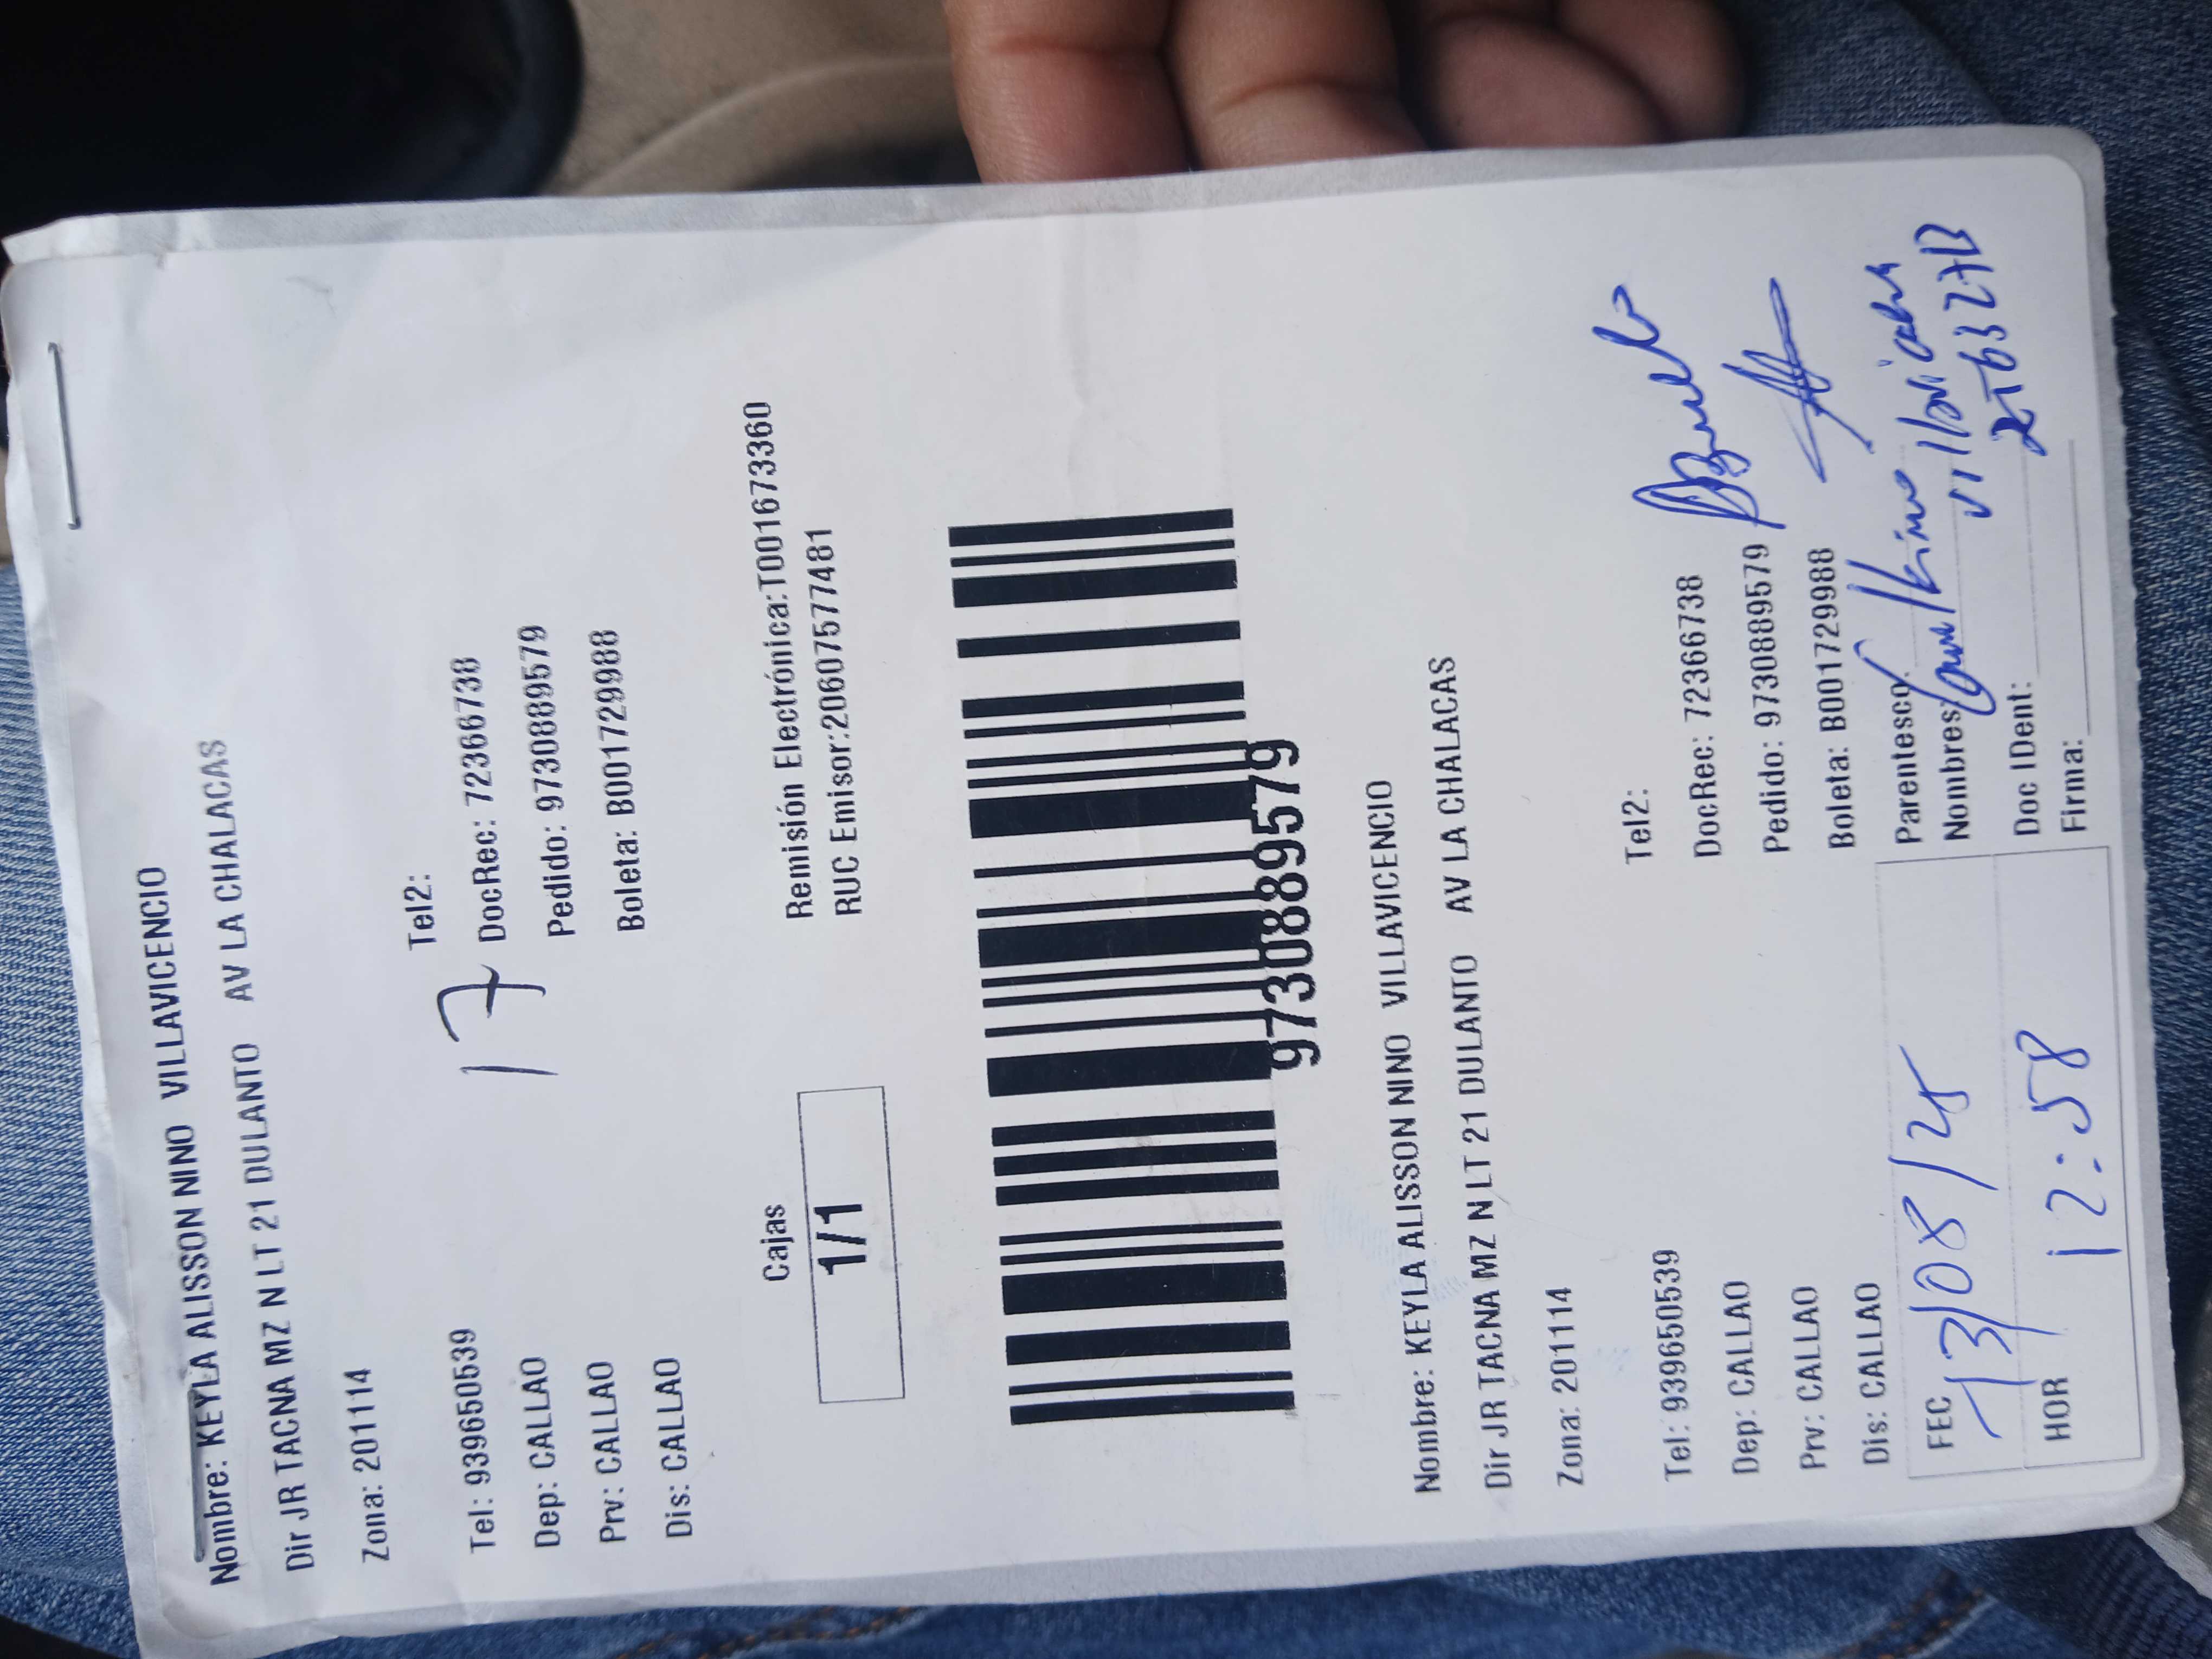 Nombre: KEYLA ALISSON NINO VILLAVICENCIO
Dir JR TACNA MZ N LT 21 DULANTO AV LA CHALACAS
Zona: 201114
Tel: 939650539 Tel2:
17
Dep: CALLAO DocRec: 72366738
Prv: CALLAO Pedido: 9730889579
Dis: CALLAO Boleta: B001729988
Cajas
1/1
Remisión Electrónica:T001673360
RUC Emisor:20607577481
9730889579
Nombre: KEYLA ALISSON NINO VILLAVICENCIO
Dir JR TACNA MZ N LT 21 DULANTO AV LA CHALACAS
Zona: 201114
Tel: 939650539 Tel2:
Dep: CALLAO DocRec: 72366738
Prv: CALLAO Pedido: 9730889579
Dis: CALLAO Boleta: B001729988
FEC 13/08/25
HOR 12:58
Parentesco:
Nombres:
Doc IDent:
Firma: